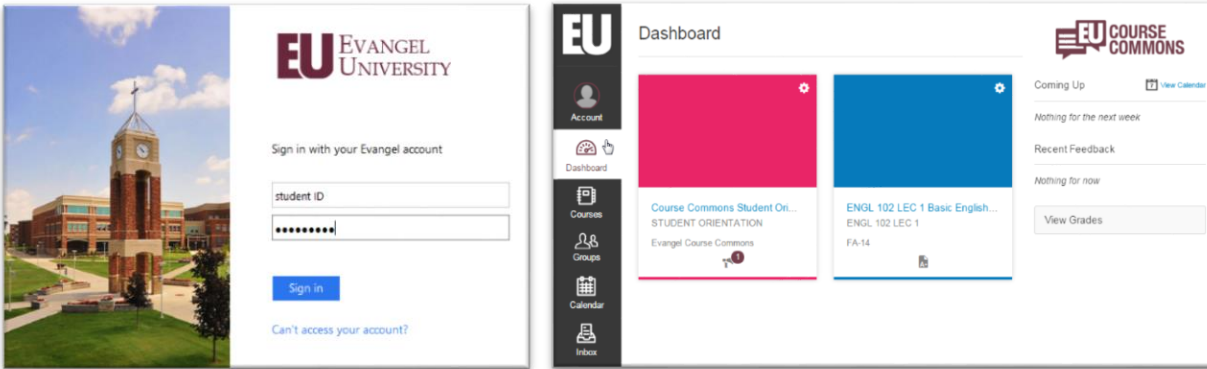 EU EVANGEL
UNIVERSITY
Sign in with your Evangel account
student ID
•••••••••
Sign in
Can't access your account?
EU
Account
Dashboard
Courses
Groups
Calendar
Inbox
Dashboard
Course Commons Student Ori...
STUDENT ORIENTATION
Evangel Course Commons
1
ENGL 102 LEC 1 Basic English...
ENGL 102 LEC 1
FA-14
EU COURSE
COMMONS
Coming Up
7 View Calendar
Nothing for the next week
Recent Feedback
Nothing for now
View Grades